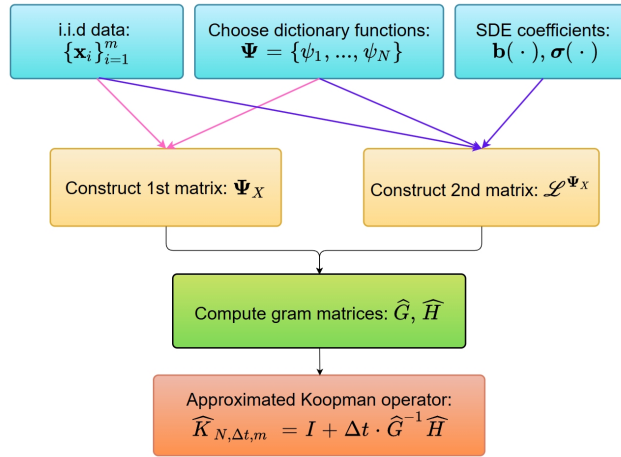 i.i.d data:
{𝐱ᵢ}ᵢ₌₁ᵐ
Choose dictionary functions:
𝚿 = {ψ₁, ..., ψ_N}
SDE coefficients:
𝐛( · ), 𝝈( · )
Construct 1st matrix: 𝚿_X
Construct 2nd matrix: ℒ^{𝚿_X}
Compute gram matrices: Ĝ, Ĥ
Approximated Koopman operator:
K̂_{N,Δt,m} = I + Δt · Ĝ⁻¹Ĥ